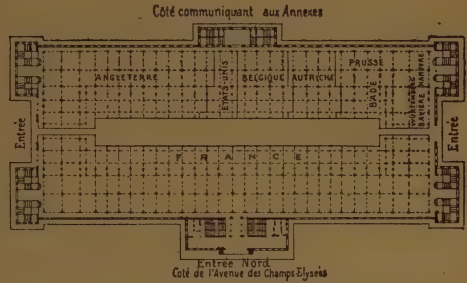 Côté communiquant aux Annexes
PRUSSE
ANGLETERRE
ETATS-UNIS
BELGIQUE
AUTRICHE
BADE
WURTEMBERG
BAVIERE
Entrée
Entrée
FRANCE
Entrée Nord
Coté de l'Avenue des Champs Elysées